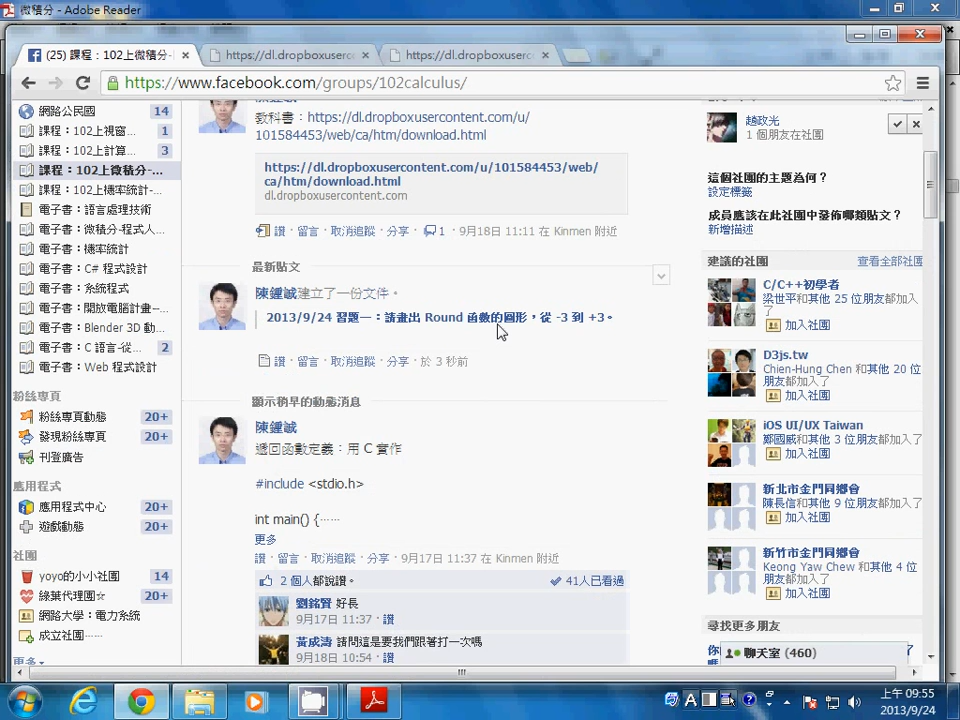 微積分 - Adobe Reader
(25) 課程：102上微積分-
https://dl.dropboxusercon
https://dl.dropboxusercon
https://www.facebook.com/groups/102calculus/
網路公民國 14
課程：102上視窗... 1
課程：102上計算... 3
課程：102上微積分-...
課程：102上機率統計-...
電子書：語言處理技術
電子書：微積分-程式人...
電子書：機率統計
電子書：C# 程式設計
電子書：系統程式
電子書：開放電腦計畫--...
電子書：Blender 3D 動...
電子書：C 語言-從... 2
電子書：Web 程式設計
粉絲專頁
粉絲專頁動態 20+
發現粉絲專頁 20+
刊登廣告
應用程式
應用程式中心 20+
遊戲動態 20+
社團
yoyo的小小社團 14
綠葉代理團☆ 20+
網路大學：電力系統
成立社團......
更多
教科書：https://dl.dropboxusercontent.com/u/
101584453/web/ca/htm/download.html
https://dl.dropboxusercontent.com/u/101584453/web/
ca/htm/download.html
dl.dropboxusercontent.com
讚・留言・取消追蹤・分享・1・9月18日 11:11 在 Kinmen 附近
最新貼文
陳鍾誠建立了一份文件。
2013/9/24 習題一：請畫出 Round 函數的圖形，從 -3 到 +3。
讚・留言・取消追蹤・分享・於 3 秒前
顯示稍早的動態消息
陳鍾誠
遞回函數定義：用 C 實作
#include <stdio.h>
int main() {......
更多
讚・留言・取消追蹤・分享・9月17日 11:37 在 Kinmen 附近
2 個人都說讚。 41人已看過
劉銘賢 好長
9月17日 11:37・讚
黃成濤 請問這是要我們跟著打一次嗎
9月18日 10:54・讚
趙政光
1 個朋友在社團
這個社團的主題為何？
設定標籤
成員應該在此社團中發佈哪類貼文？
新增描述
建議的社團 查看全部社團
C/C++初學者
梁世平和其他 25 位朋友都加入
了
加入社團
D3js.tw
Chien-Hung Chen 和其他 20 位
朋友都加入了
加入社團
iOS UI/UX Taiwan
鄭國威和其他 3 位朋友都加入了
加入社團
新北市金門同鄉會
陳長信和其他 9 位朋友都加入了
加入社團
新竹市金門同鄉會
Keong Yaw Chew 和其他 4 位
朋友都加入了
加入社團
尋找更多朋友
聊天室 (460)
上午 09:55
2013/9/24